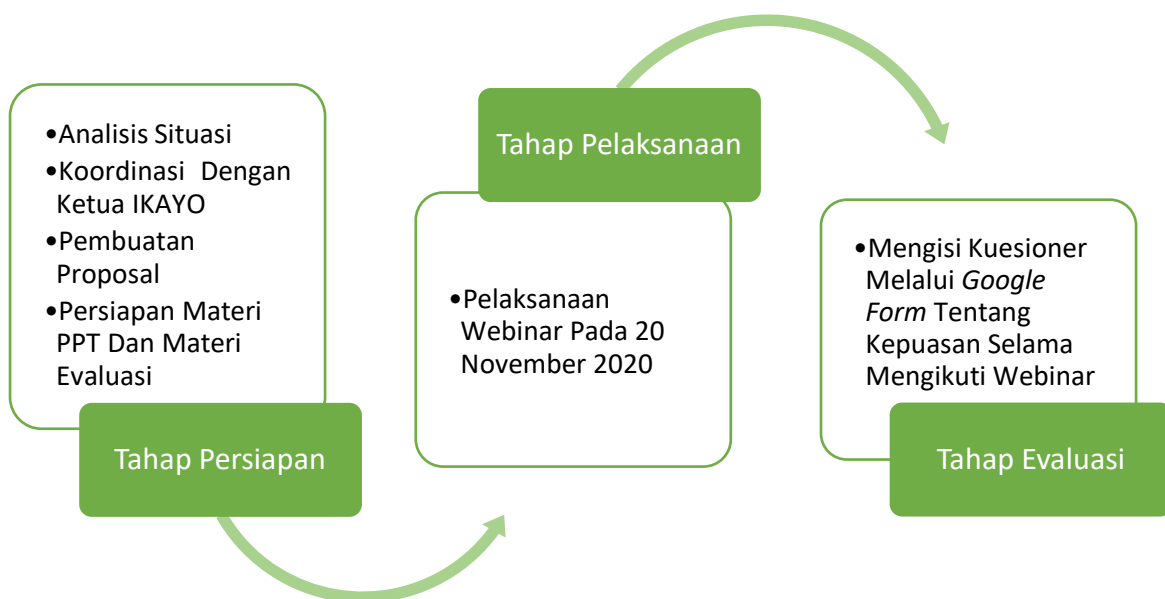 •Analisis Situasi
•Koordinasi Dengan
Ketua IKAYO
•Pembuatan
Proposal
•Persiapan Materi
PPT Dan Materi
Evaluasi
Tahap Persiapan
Tahap Pelaksanaan
•Pelaksanaan
Webinar Pada 20
November 2020
•Mengisi Kuesioner
Melalui Google
Form Tentang
Kepuasan Selama
Mengikuti Webinar
Tahap Evaluasi